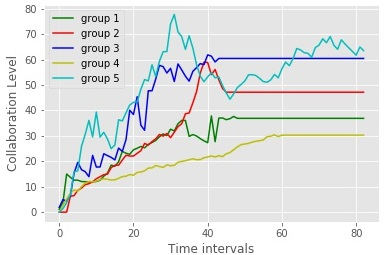 group 1
group 2
group 3
group 4
group 5
80
70
60
50
40
30
20
10
0
Collaboration Level
0 20 40 60 80
Time intervals